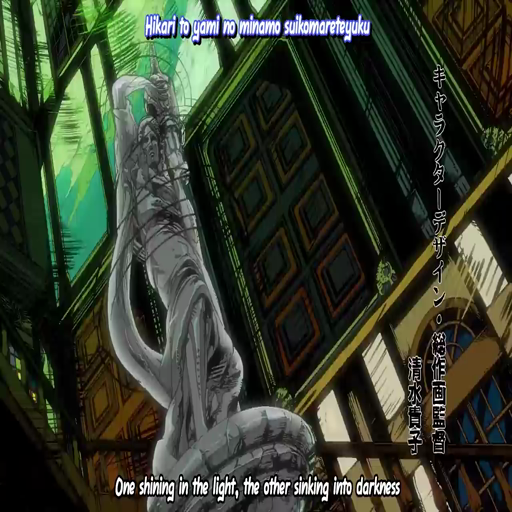 Hikari to yami no minamo suikomareteyuku
キャラクターデザイン・総作画監督
清水貴子
One shining in the light, the other sinking into darkness